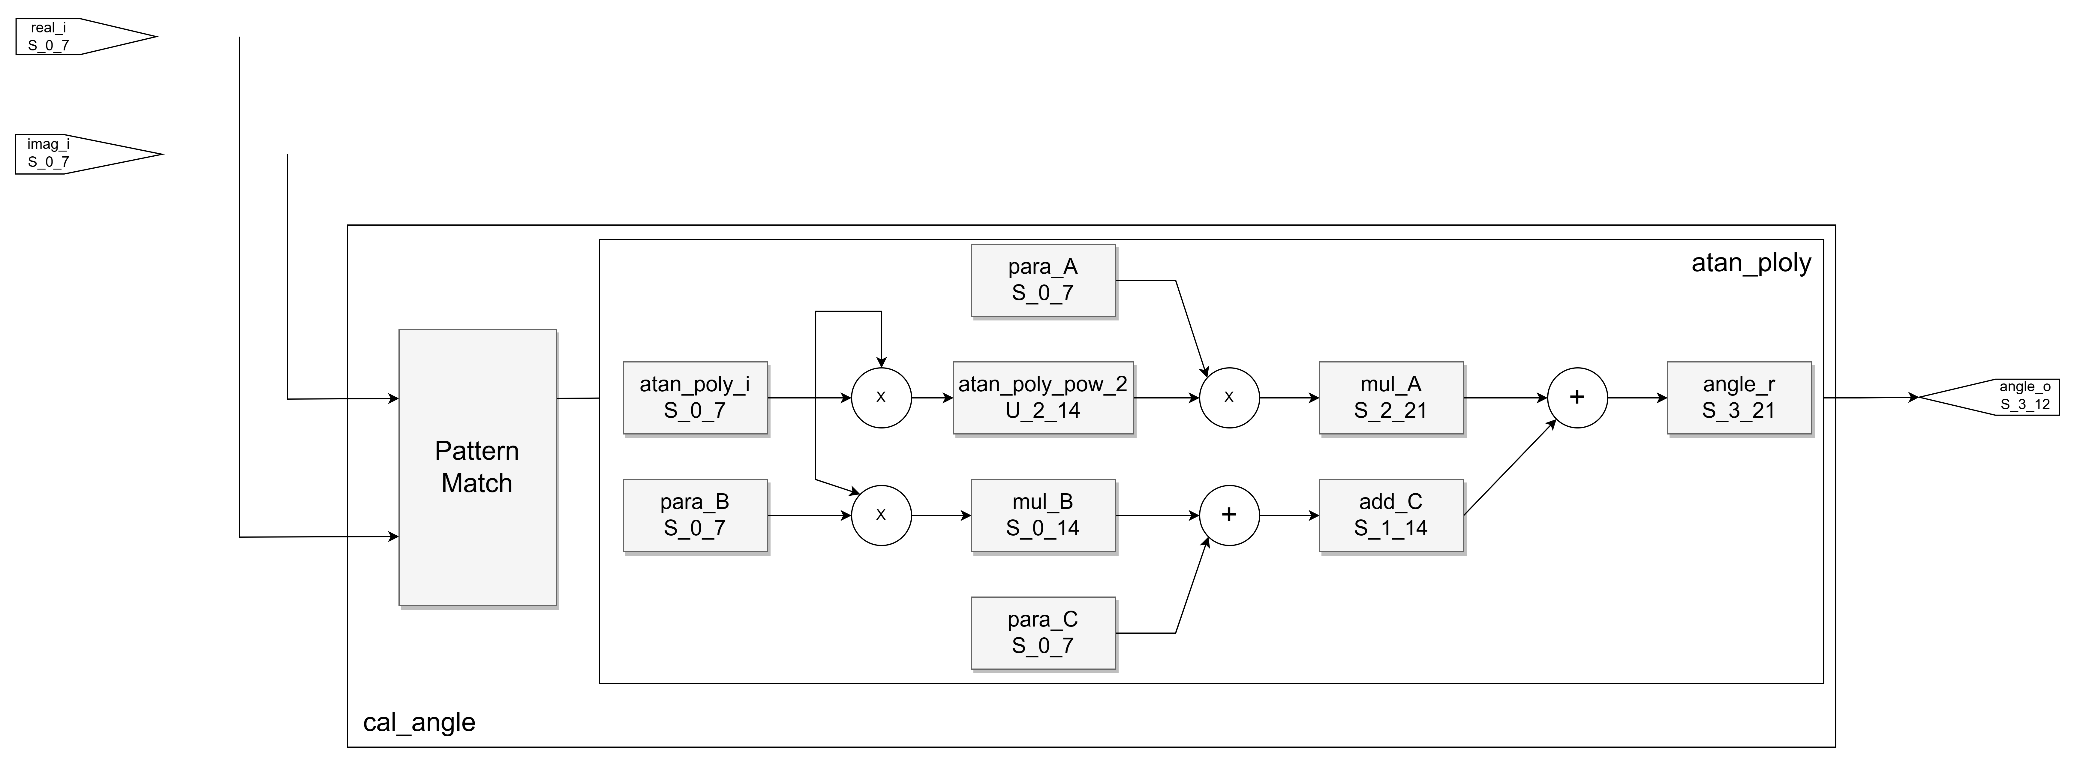 real_i
S_0_7
imag_i
S_0_7
atan_ploly
para_A
S_0_7
atan_poly_i
S_0_7
x
atan_poly_pow_2
U_2_14
x
mul_A
S_2_21
+
angle_r
S_3_21
angle_o
S_3_12
Pattern
Match
para_B
S_0_7
x
mul_B
S_0_14
+
add_C
S_1_14
para_C
S_0_7
cal_angle